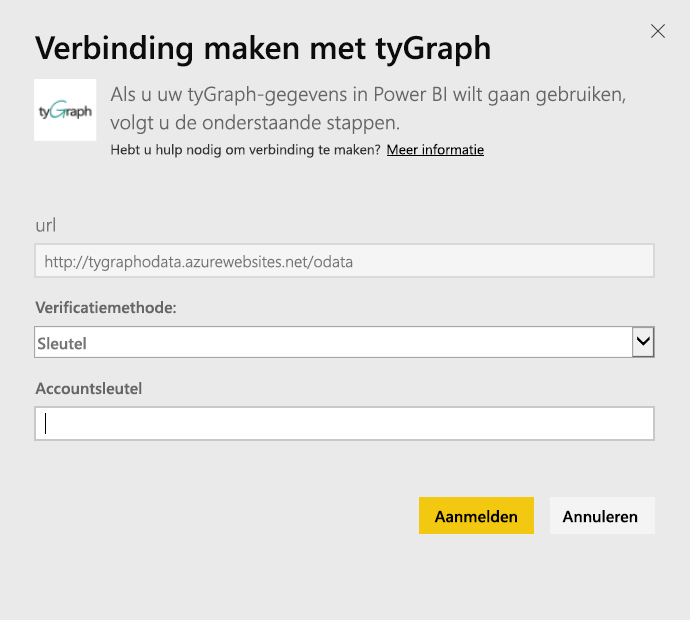 Verbinding maken met tyGraph
tyGraph
Als u uw tyGraph-gegevens in Power BI wilt gaan gebruiken,
volgt u de onderstaande stappen.
Hebt u hulp nodig om verbinding te maken? Meer informatie
url
http://tygraphodata.azurewebsites.net/odata
Verificatiemethode:
Sleutel
Accountsleutel
Aanmelden Annuleren